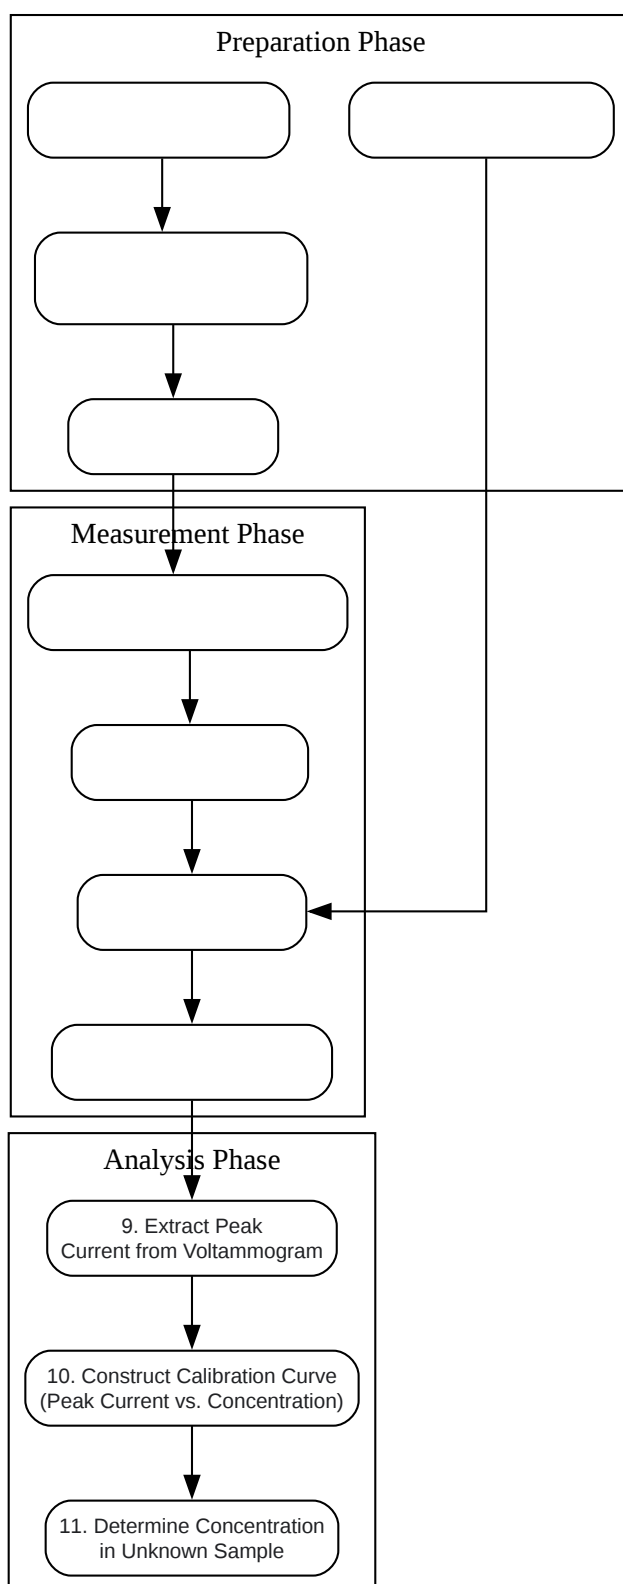 Preparation Phase
Measurement Phase
Analysis Phase
9. Extract Peak
Current from Voltammogram
10. Construct Calibration Curve
(Peak Current vs. Concentration)
11. Determine Concentration
in Unknown Sample